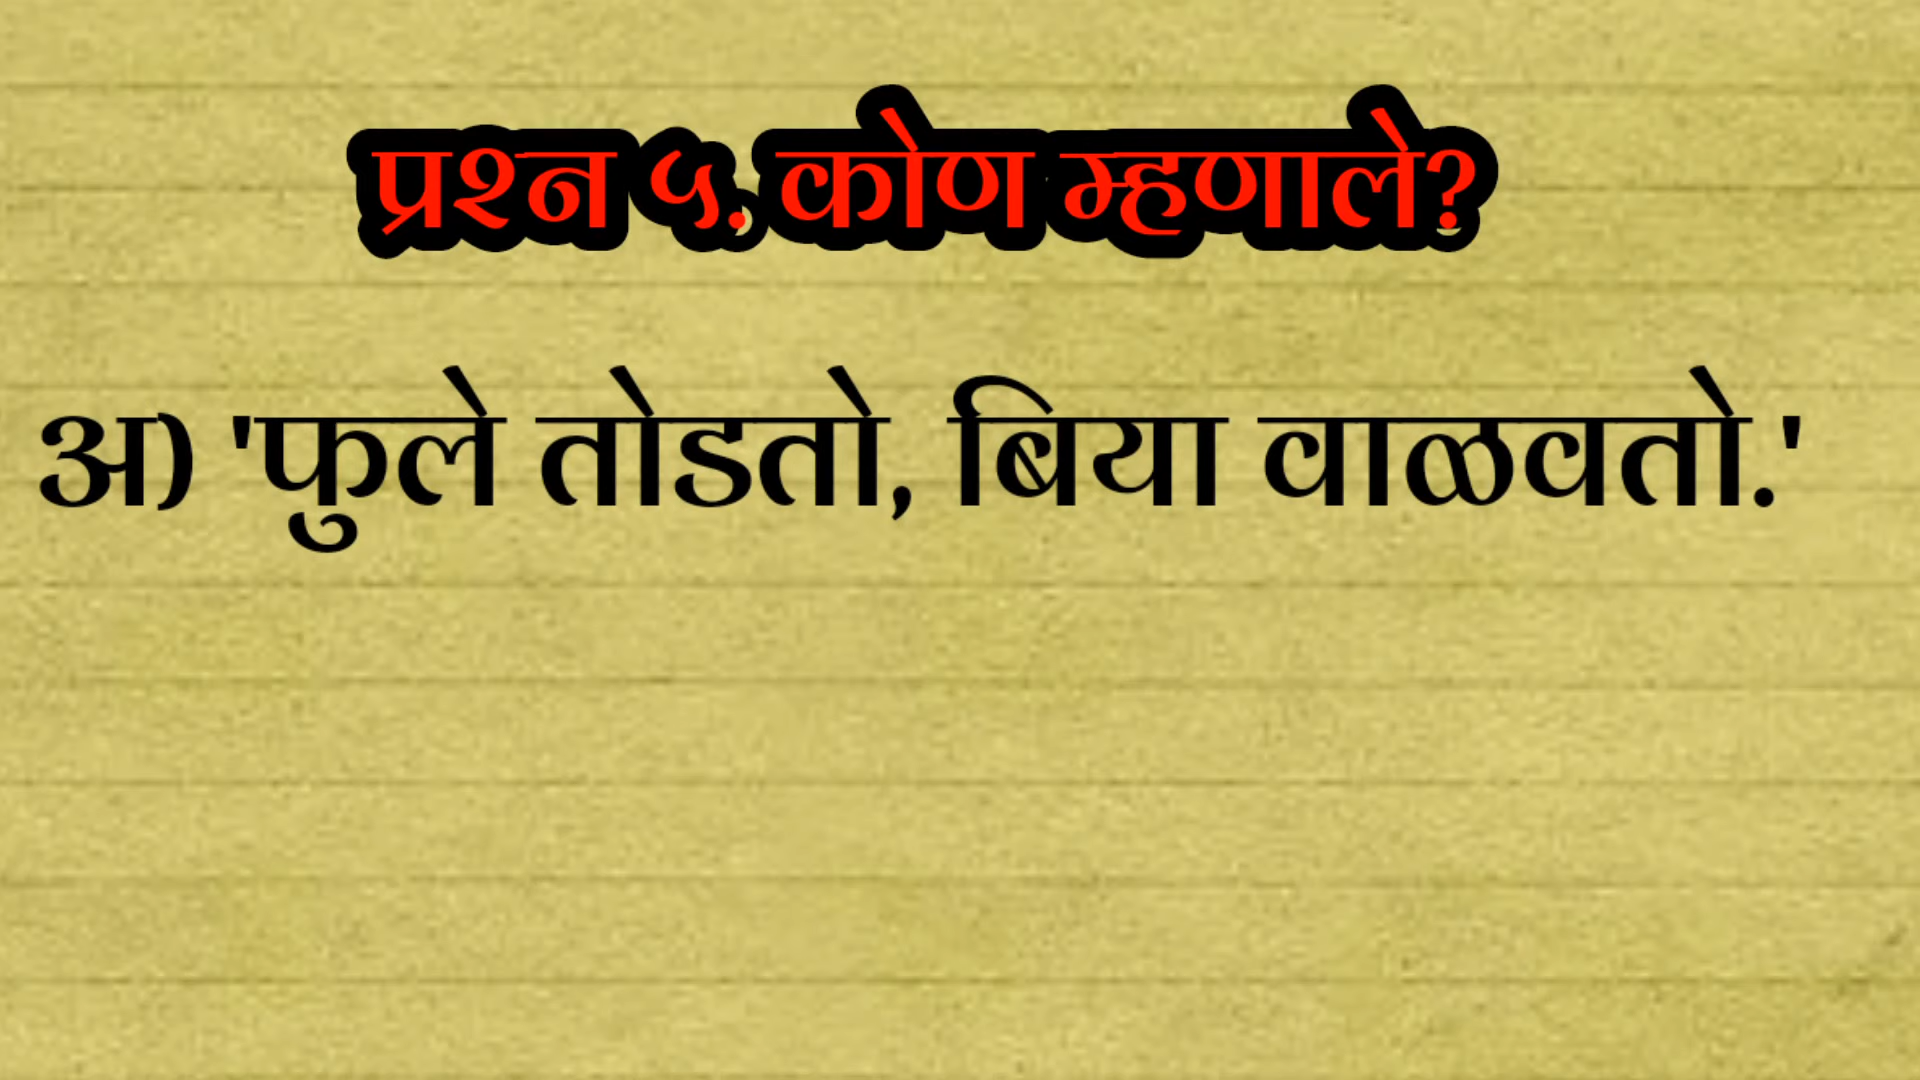 प्रश्न ५. कोण म्हणाले?
अ) 'फुले तोडतो, बिया वाळवतो.'